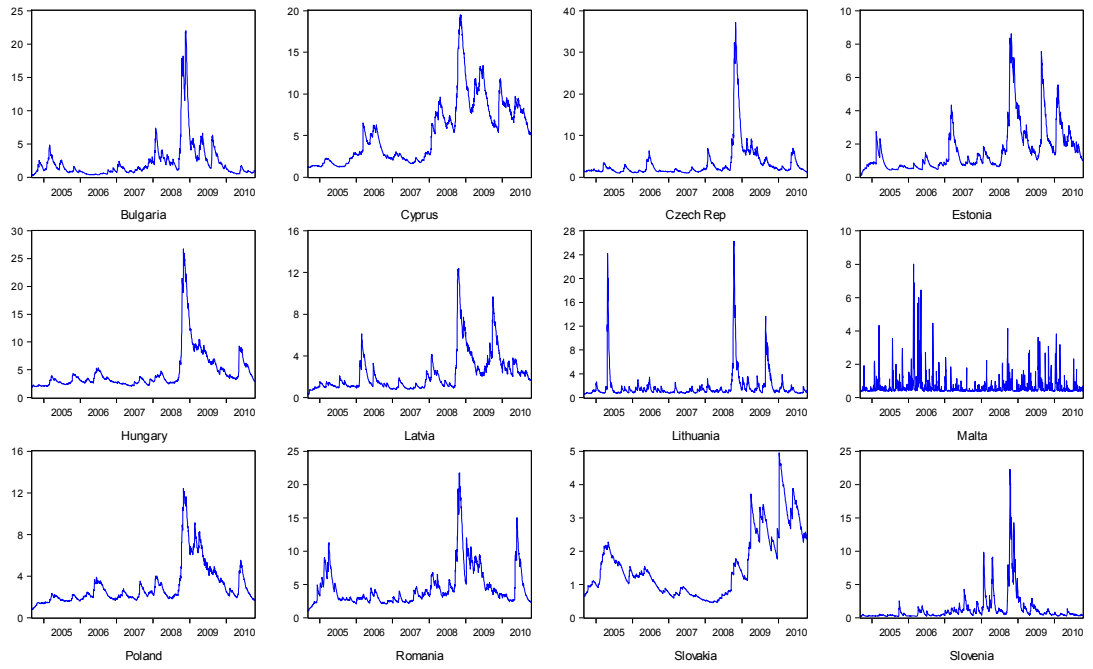 25 20 40 10
20 15 30 8
15 10 20 6
10 5 10 4
5 0 0 2
0 0
2005 2006 2007 2008 2009 2010 2005 2006 2007 2008 2009 2010 2005 2006 2007 2008 2009 2010 2005 2006 2007 2008 2009 2010
Bulgaria Cyprus Czech Rep Estonia
30 16 28 10
25 12 24 8
20 8 20 6
15 4 16 4
10 0 12 2
5 8 0
0 4
0
2005 2006 2007 2008 2009 2010 2005 2006 2007 2008 2009 2010 2005 2006 2007 2008 2009 2010 2005 2006 2007 2008 2009 2010
Hungary Latvia Lithuania Malta
16 25 5 25
12 20 4 20
8 15 3 15
4 10 2 10
0 5 1 5
0 0 0
2005 2006 2007 2008 2009 2010 2005 2006 2007 2008 2009 2010 2005 2006 2007 2008 2009 2010 2005 2006 2007 2008 2009 2010
Poland Romania Slovakia Slovenia